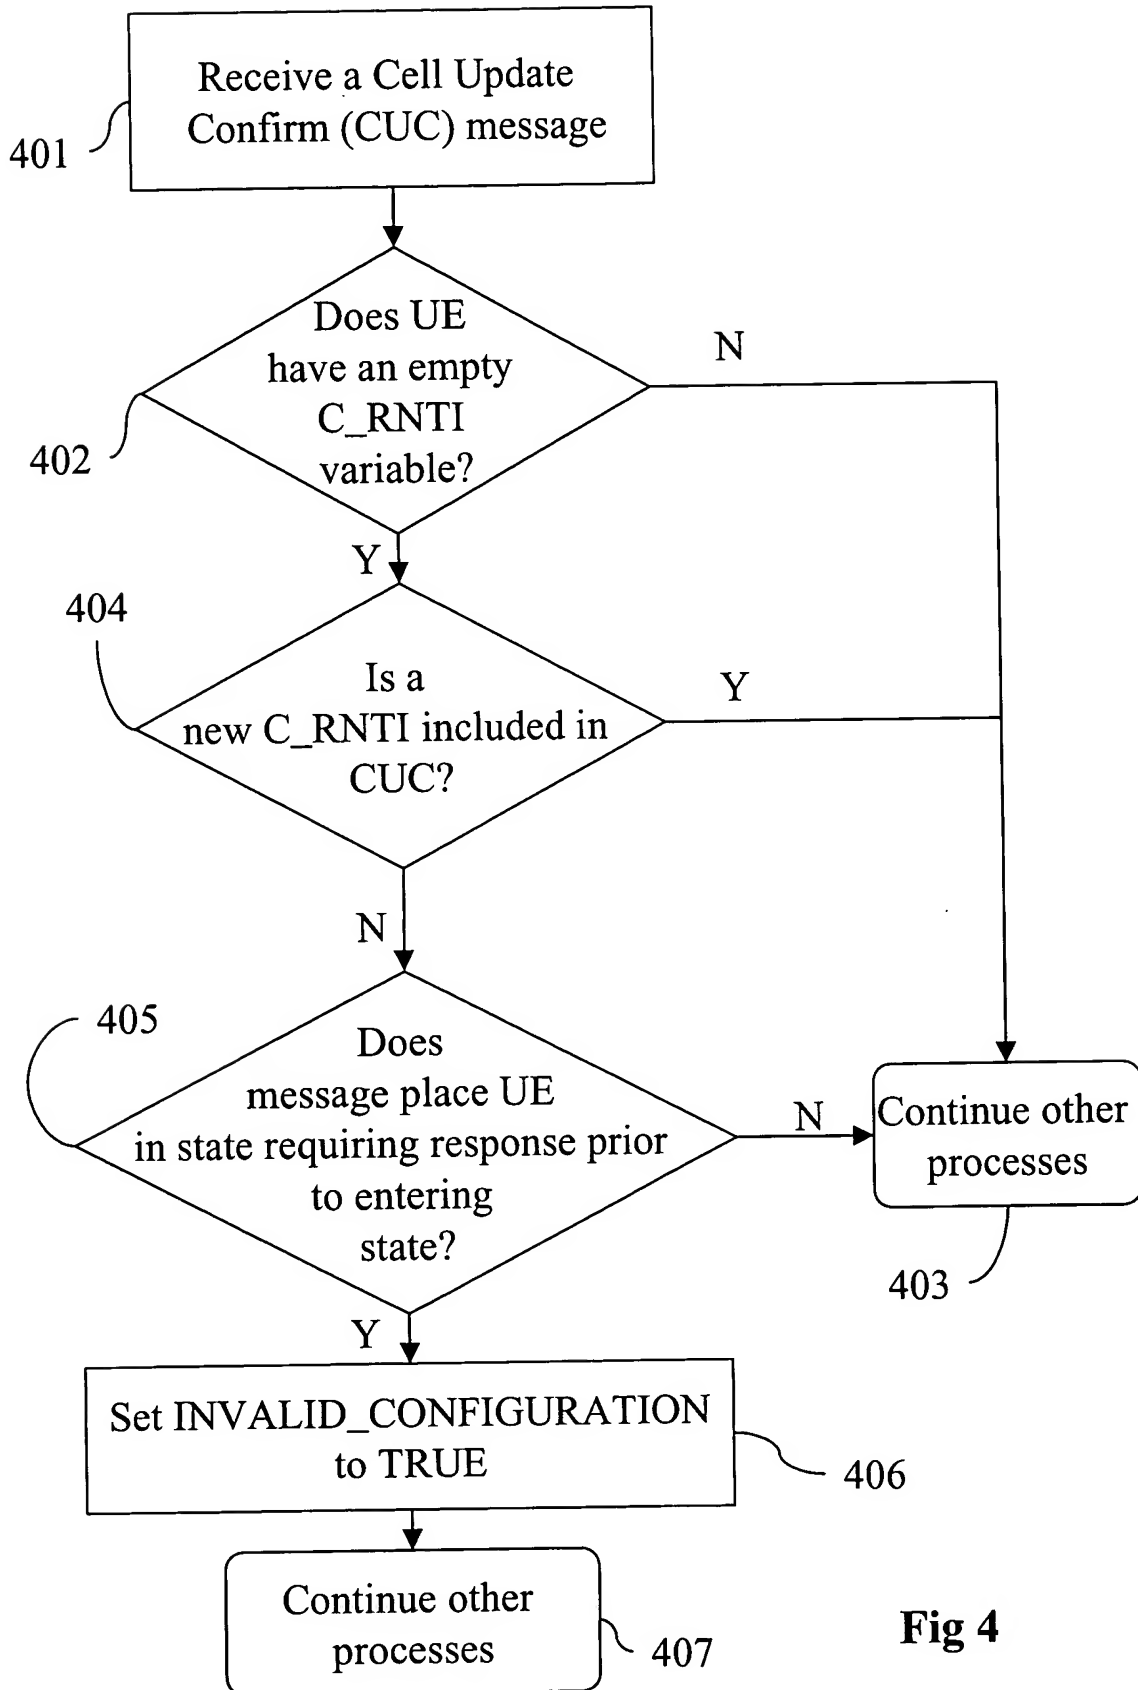 Receive a Cell Update
Confirm (CUC) message
401
Does UE
have an empty
C_RNTI
variable?
N
402
Y
404
Is a
new C_RNTI included in
CUC?
Y
N
405
Does
message place UE
in state requiring response prior
to entering
state?
N
Continue other
processes
403
Y
Set INVALID_CONFIGURATION
to TRUE
406
Continue other
processes
407
Fig 4